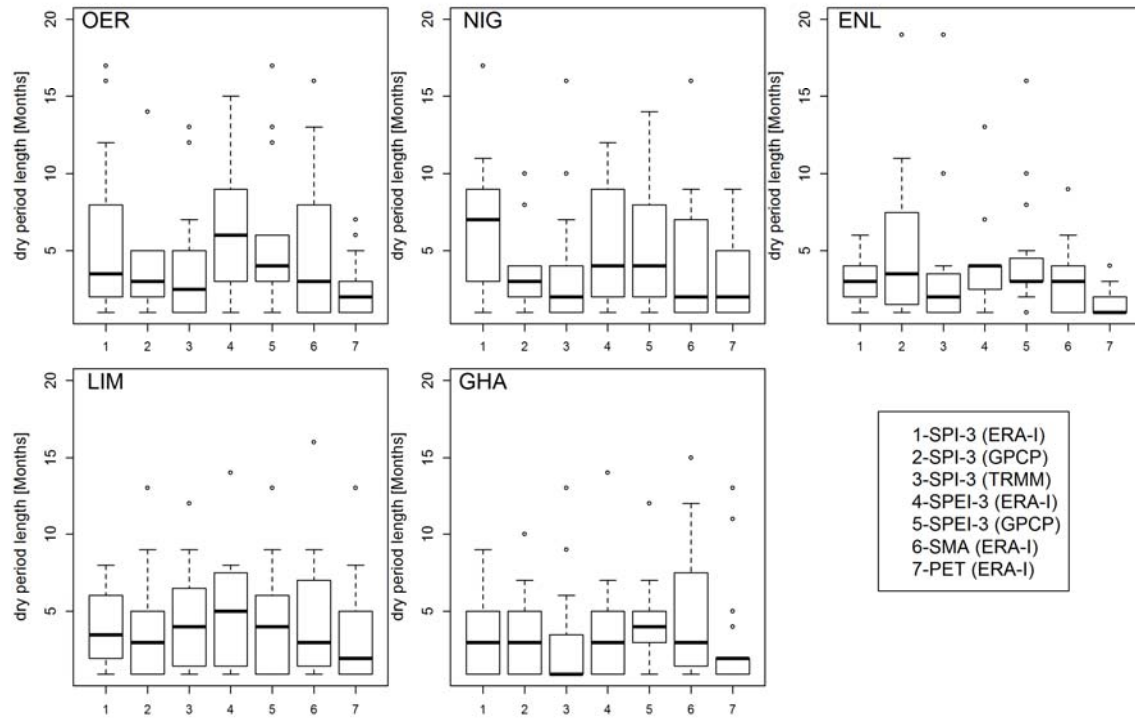 OER
dry period length [Months]
20
15
10
5
1 2 3 4 5 6 7
NIG
dry period length [Months]
20
15
10
5
1 2 3 4 5 6 7
ENL
dry period length [Months]
20
15
10
5
1 2 3 4 5 6 7
LIM
dry period length [Months]
20
15
10
5
1 2 3 4 5 6 7
GHA
dry period length [Months]
20
15
10
5
1 2 3 4 5 6 7
1-SPI-3 (ERA-I)
2-SPI-3 (GPCP)
3-SPI-3 (TRMM)
4-SPEI-3 (ERA-I)
5-SPEI-3 (GPCP)
6-SMA (ERA-I)
7-PET (ERA-I)